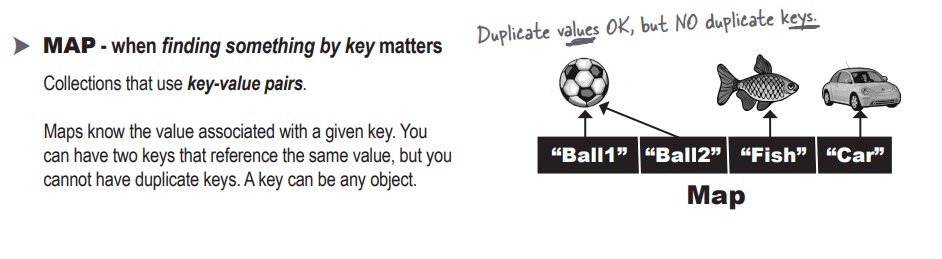 MAP - when finding something by key matters
Collections that use key-value pairs.
Maps know the value associated with a given key. You
can have two keys that reference the same value, but you
cannot have duplicate keys. A key can be any object.
Duplicate values OK, but NO duplicate keys.
"Ball1" "Ball2" "Fish" "Car"
Map